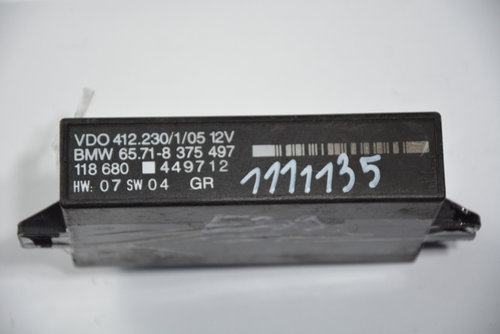 VDO 412.230/1/05 12V
BMW 65.71-8 375 497
118 680 449712
HW: 07 SW 04 GR
1111135